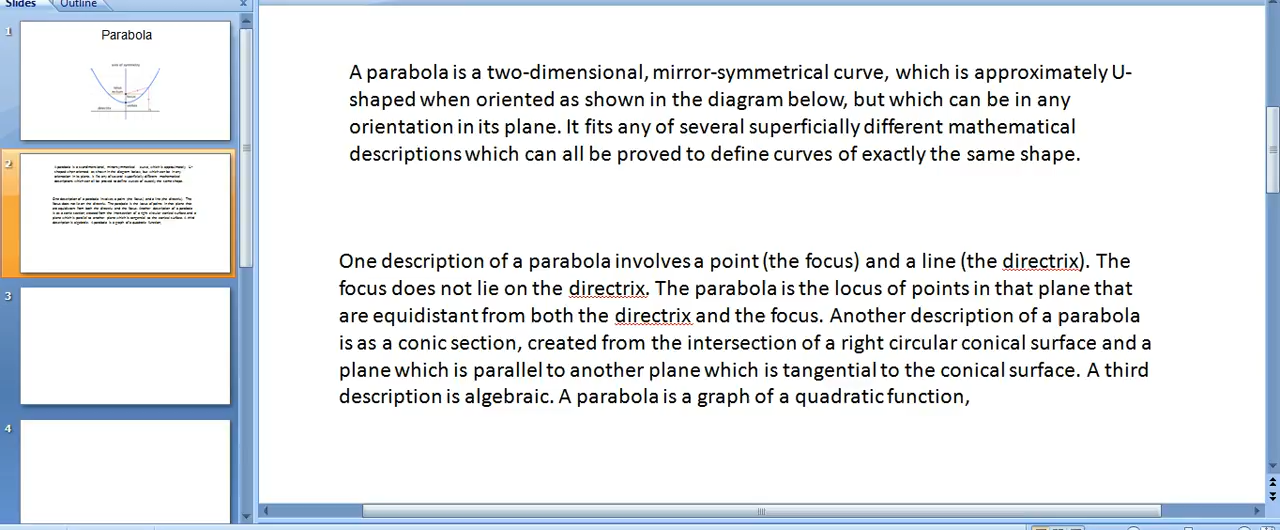 Slides
Outline
1
Parabola
axis of symmetry
2
3
4
A parabola is a two-dimensional, mirror-symmetrical curve, which is approximately U-
shaped when oriented as shown in the diagram below, but which can be in any
orientation in its plane. It fits any of several superficially different mathematical
descriptions which can all be proved to define curves of exactly the same shape.
One description of a parabola involves a point (the focus) and a line (the directrix). The
focus does not lie on the directrix. The parabola is the locus of points in that plane that
are equidistant from both the directrix and the focus. Another description of a parabola
is as a conic section, created from the intersection of a right circular conical surface and a
plane which is parallel to another plane which is tangential to the conical surface. A third
description is algebraic. A parabola is a graph of a quadratic function,